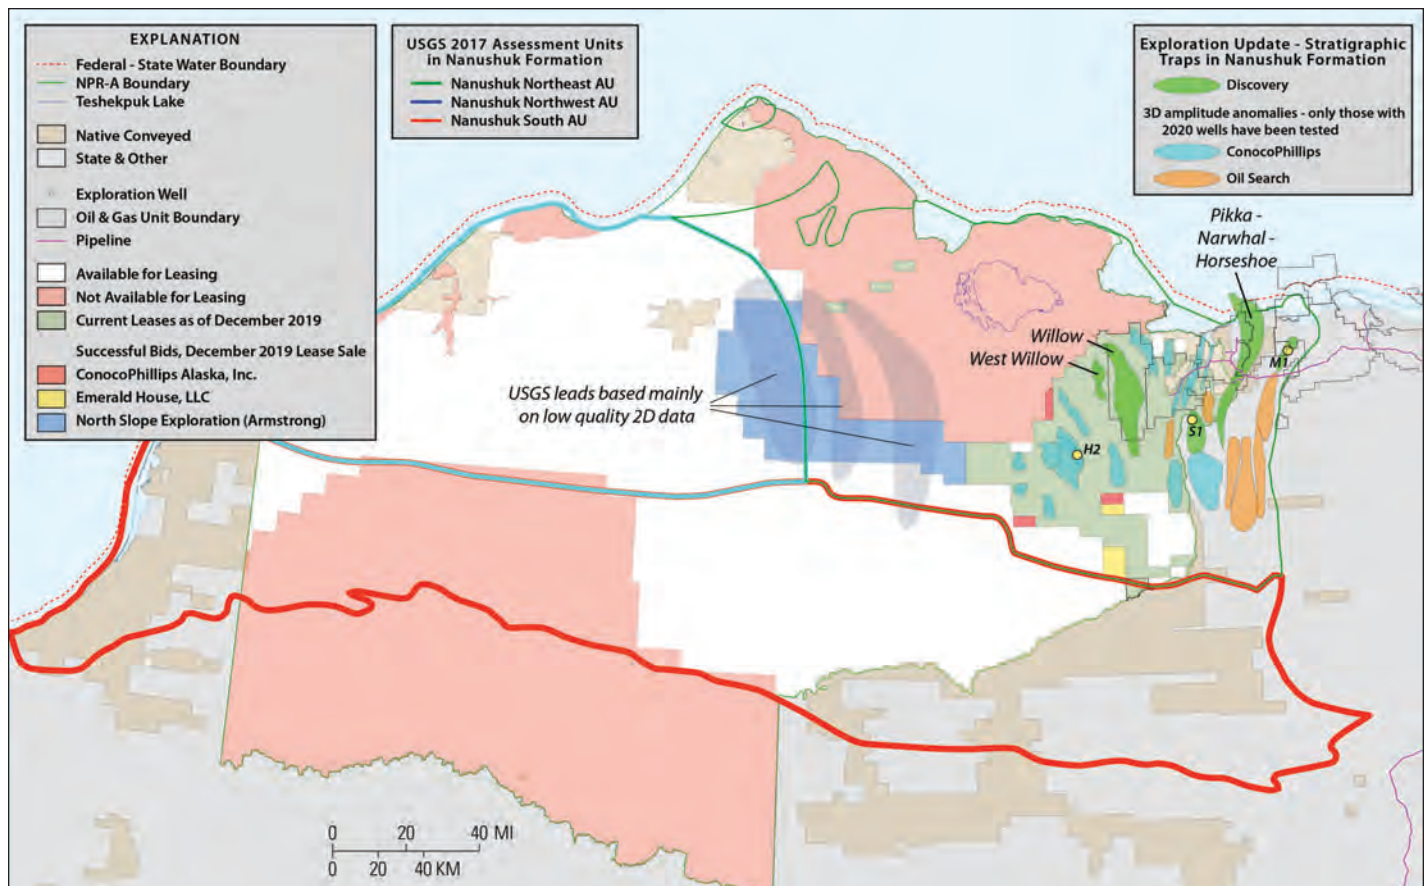 EXPLANATION
Federal - State Water Boundary
NPR-A Boundary
Teshekpuk Lake
Native Conveyed
State & Other
Exploration Well
Oil & Gas Unit Boundary
Pipeline
Available for Leasing
Not Available for Leasing
Current Leases as of December 2019
Successful Bids, December 2019 Lease Sale
ConocoPhillips Alaska, Inc.
Emerald House, LLC
North Slope Exploration (Armstrong)
USGS 2017 Assessment Units
in Nanushuk Formation
Nanushuk Northeast AU
Nanushuk Northwest AU
Nanushuk South AU
Exploration Update - Stratigraphic
Traps in Nanushuk Formation
Discovery
3D amplitude anomalies - only those with
2020 wells have been tested
ConocoPhillips
Oil Search
Pikka -
Narwhal -
Horseshoe
Willow
West Willow
M1
USGS leads based mainly
on low quality 2D data
S1
H2
0 20 40 MI
0 20 40 KM